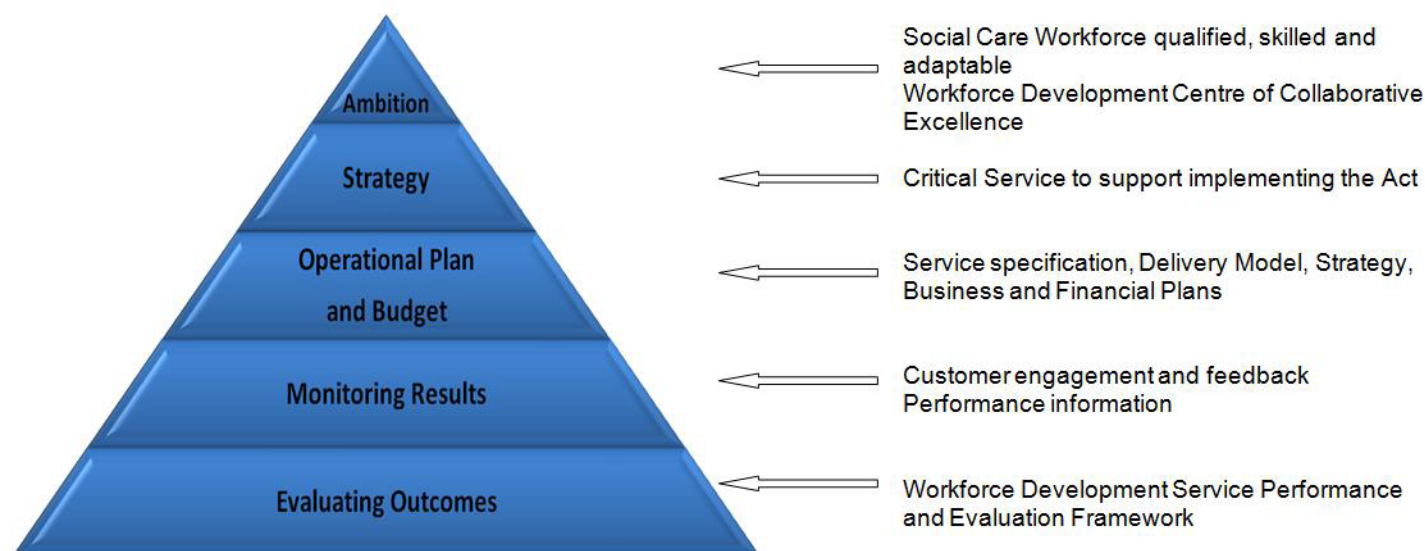 Ambition
Social Care Workforce qualified, skilled and
adaptable
Workforce Development Centre of Collaborative
Excellence
Strategy
Critical Service to support implementing the Act
Operational Plan
and Budget
Service specification, Delivery Model, Strategy,
Business and Financial Plans
Monitoring Results
Customer engagement and feedback
Performance information
Evaluating Outcomes
Workforce Development Service Performance
and Evaluation Framework